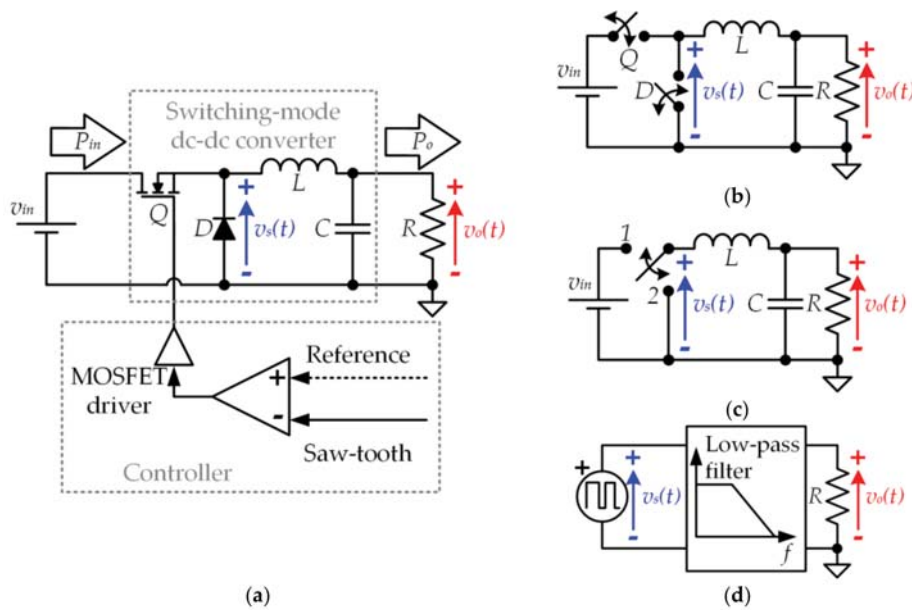 Switching-mode
dc-dc converter
Pin
Po
vin
Q
D
vs(t)
L
C
R
vo(t)
+
-
+
-
MOSFET
driver
+
-
Reference
Saw-tooth
Controller
(a)
vin
Q
D
+
vs(t)
-
L
C
R
+
vo(t)
-
(b)
vin
1
2
+
vs(t)
-
L
C
R
+
vo(t)
-
(c)
+
+
vs(t)
-
Low-pass
filter
f
R
+
vo(t)
-
(d)